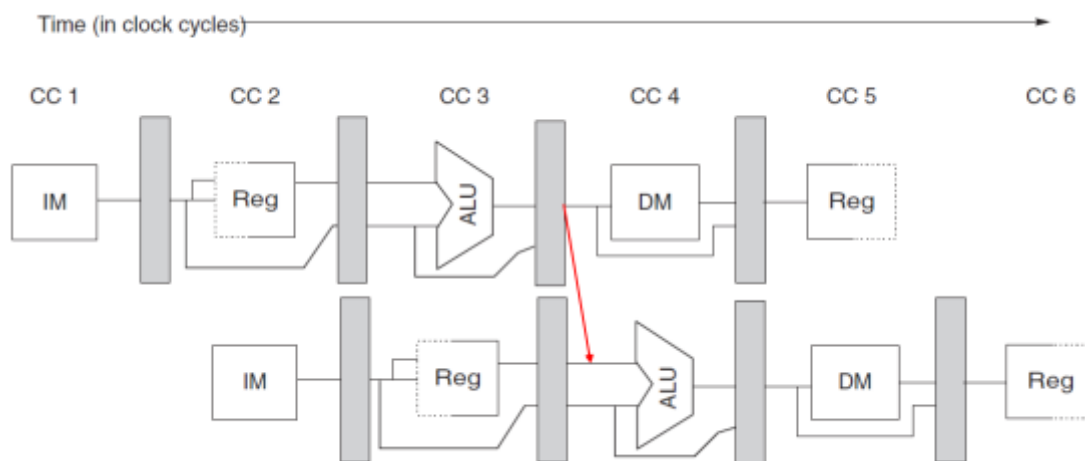 Time (in clock cycles)
CC 1 CC 2 CC 3 CC 4 CC 5 CC 6
IM Reg ALU DM Reg
IM Reg ALU DM Reg